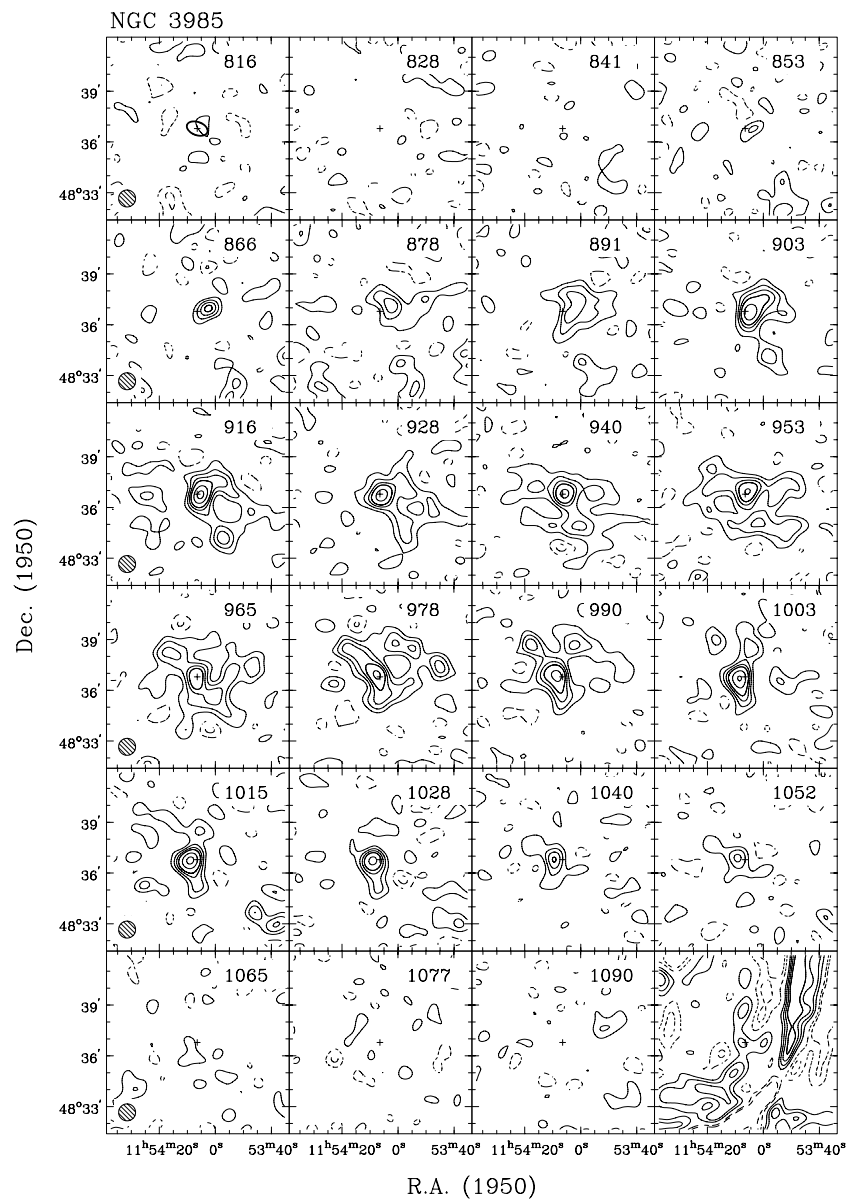 NGC 3985
816 828 841 853
39′
36′
48°33′
866 878 891 903
39′
36′
48°33′
916 928 940 953
39′
36′
48°33′
Dec. (1950)
965 978 990 1003
39′
36′
48°33′
1015 1028 1040 1052
39′
36′
48°33′
1065 1077 1090
39′
36′
48°33′
11ʰ54ᵐ20ˢ 0ˢ 53ᵐ40ˢ 11ʰ54ᵐ20ˢ 0ˢ 53ᵐ40ˢ 11ʰ54ᵐ20ˢ 0ˢ 53ᵐ40ˢ 11ʰ54ᵐ20ˢ 0ˢ 53ᵐ40ˢ
R.A. (1950)